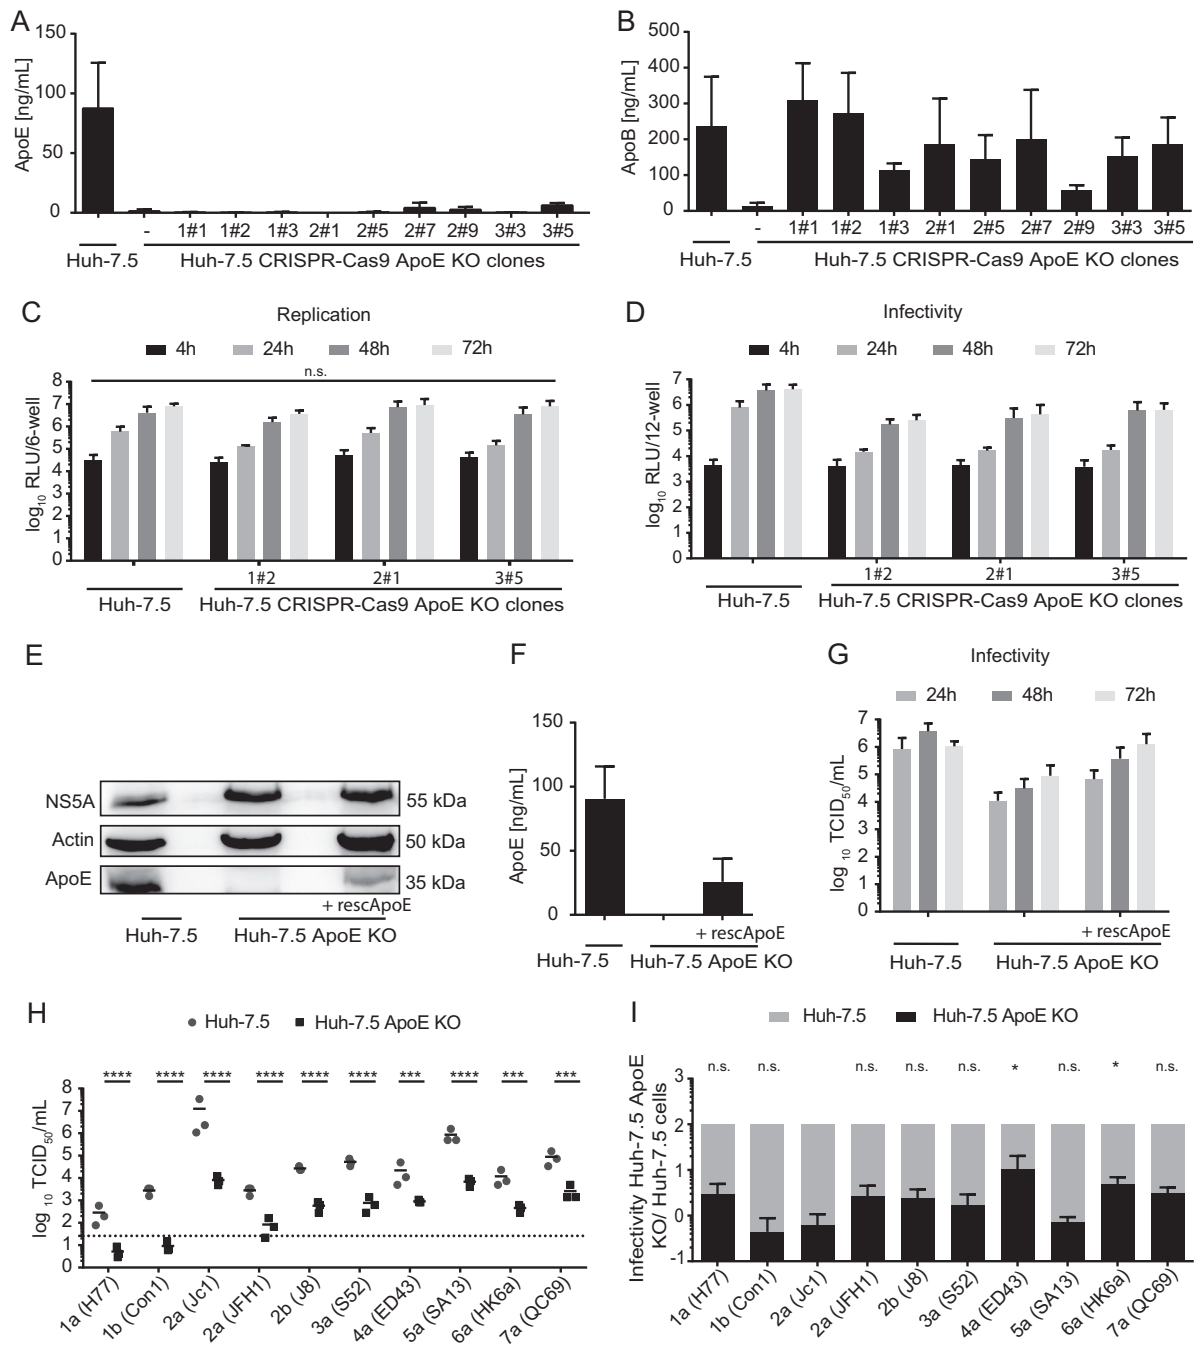 A
150
100
50
0
ApoE [ng/mL]
- 1#1 1#2 1#3 2#1 2#5 2#7 2#9 3#3 3#5
Huh-7.5 Huh-7.5 CRISPR-Cas9 ApoE KO clones
B
500
400
300
200
100
0
ApoB [ng/mL]
- 1#1 1#2 1#3 2#1 2#5 2#7 2#9 3#3 3#5
Huh-7.5 Huh-7.5 CRISPR-Cas9 ApoE KO clones
C
Replication
4h 24h 48h 72h
n.s.
8
7
6
5
4
3
2
1
0
log10 RLU/6-well
1#2 2#1 3#5
Huh-7.5 Huh-7.5 CRISPR-Cas9 ApoE KO clones
D
Infectivity
4h 24h 48h 72h
7
6
5
4
3
2
1
0
log10 RLU/12-well
1#2 2#1 3#5
Huh-7.5 Huh-7.5 CRISPR-Cas9 ApoE KO clones
E
NS5A 55 kDa
Actin 50 kDa
ApoE 35 kDa
+ rescApoE
Huh-7.5 Huh-7.5 ApoE KO
F
150
100
50
0
ApoE [ng/mL]
+ rescApoE
Huh-7.5 Huh-7.5 ApoE KO
G
Infectivity
24h 48h 72h
7
6
5
4
3
2
1
0
log 10 TCID50/mL
+ rescApoE
Huh-7.5 Huh-7.5 ApoE KO
H
Huh-7.5 Huh-7.5 ApoE KO
**** **** **** **** **** **** *** **** *** ***
8
7
6
5
4
3
2
1
0
log 10 TCID50/mL
1a (H77)
1b (Con1)
2a (Jc1)
2a (JFH1)
2b (J8)
3a (S52)
4a (ED43)
5a (SA13)
6a (HK6a)
7a (QC69)
I
Huh-7.5 Huh-7.5 ApoE KO
n.s. n.s. n.s. n.s. n.s. * n.s. * n.s.
3
2
1
0
-1
Infectivity Huh-7.5 ApoE
KO/ Huh-7.5 cells
1a (H77)
1b (Con1)
2a (Jc1)
2a (JFH1)
2b (J8)
3a (S52)
4a (ED43)
5a (SA13)
6a (HK6a)
7a (QC69)